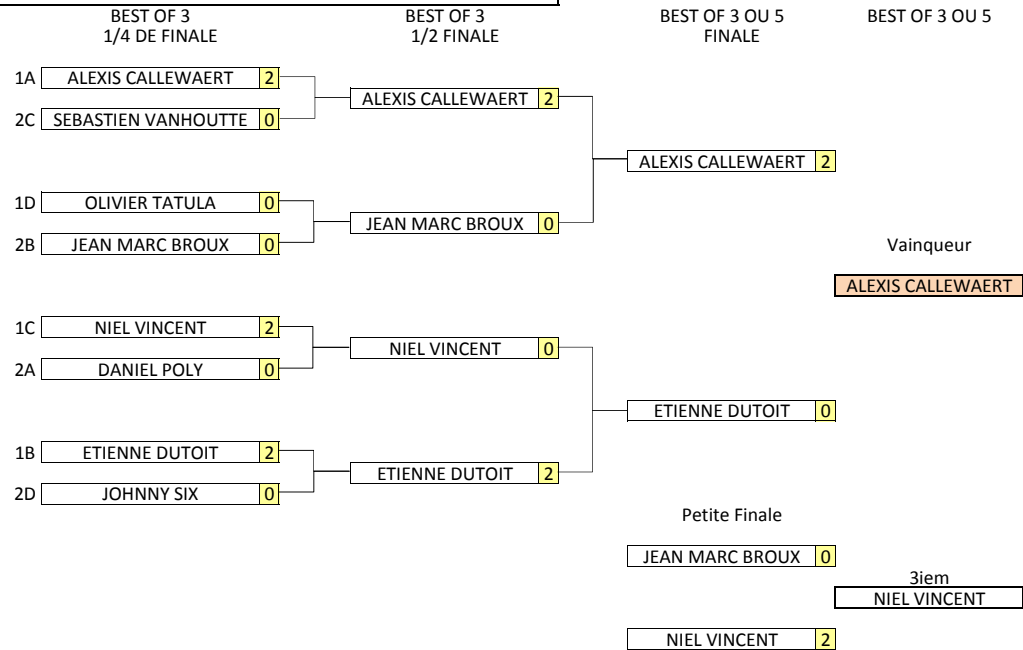 BEST OF 3
1/4 DE FINALE
BEST OF 3
1/2 FINALE
BEST OF 3 OU 5
FINALE
BEST OF 3 OU 5
1A ALEXIS CALLEWAERT 2
2C SEBASTIEN VANHOUTTE 0
ALEXIS CALLEWAERT 2
1D OLIVIER TATULA 0
2B JEAN MARC BROUX 0
JEAN MARC BROUX 0
ALEXIS CALLEWAERT 2
Vainqueur
ALEXIS CALLEWAERT
1C NIEL VINCENT 2
2A DANIEL POLY 0
NIEL VINCENT 0
1B ETIENNE DUTOIT 2
2D JOHNNY SIX 0
ETIENNE DUTOIT 2
ETIENNE DUTOIT 0
Petite Finale
JEAN MARC BROUX 0
3iem
NIEL VINCENT
NIEL VINCENT 2